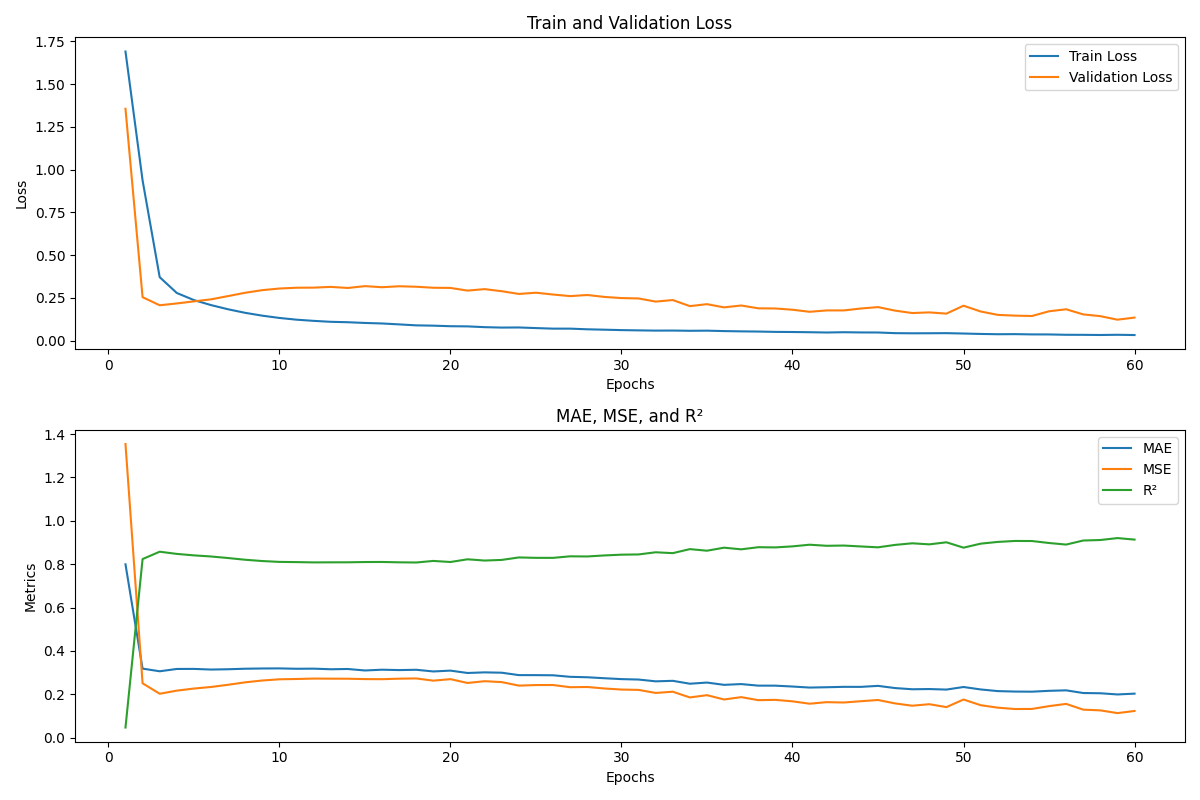 Train and Validation Loss
1.75
1.50
1.25
1.00
0.75
0.50
0.25
0.00
Loss
Train Loss
Validation Loss
0 10 20 30 40 50 60
Epochs
MAE, MSE, and R²
1.4
1.2
1.0
0.8
0.6
0.4
0.2
0.0
Metrics
MAE
MSE
R²
0 10 20 30 40 50 60
Epochs